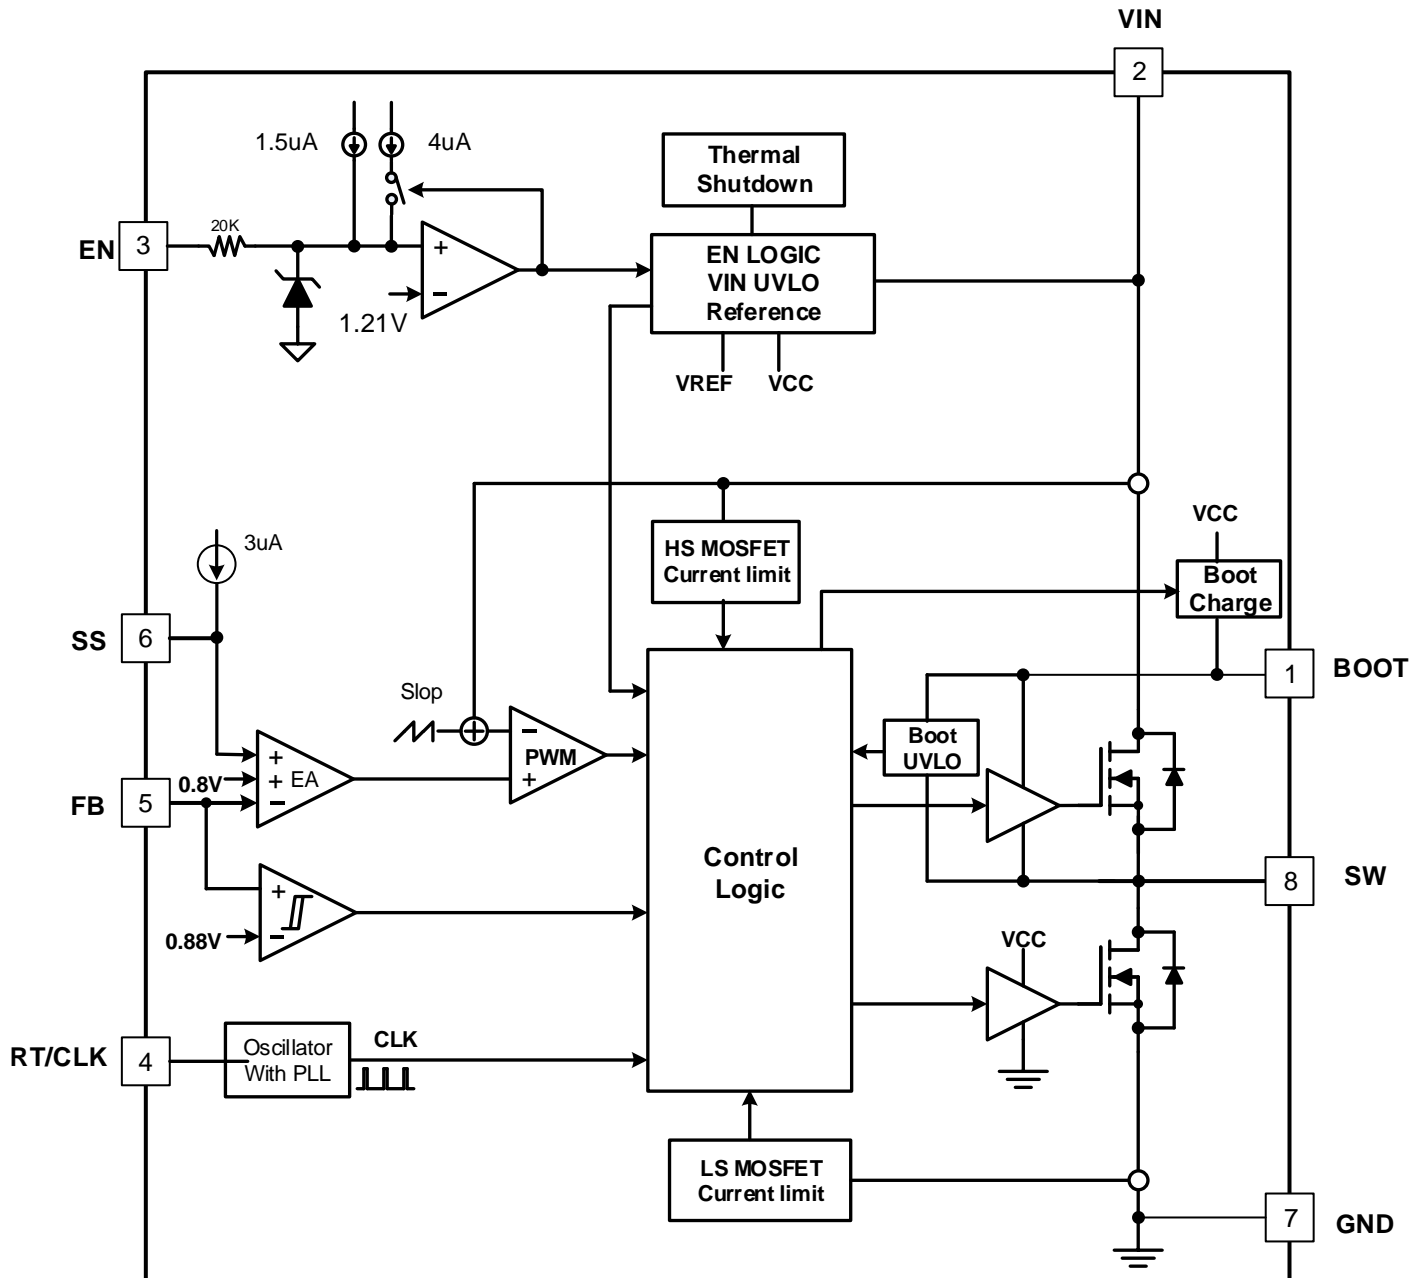 VIN
2
1.5uA
4uA
Thermal
Shutdown
20K
EN
3
+
-
1.21V
EN LOGIC
VIN UVLO
Reference
VREF
VCC
3uA
HS MOSFET
Current limit
VCC
Boot
Charge
SS
6
BOOT
1
Slop
-
PWM
+
Boot
UVLO
+
+
EA
-
0.8V
FB
5
Control
Logic
SW
8
+
-
0.88V
VCC
RT/CLK
4
Oscillator
With PLL
CLK
LS MOSFET
Current limit
7
GND